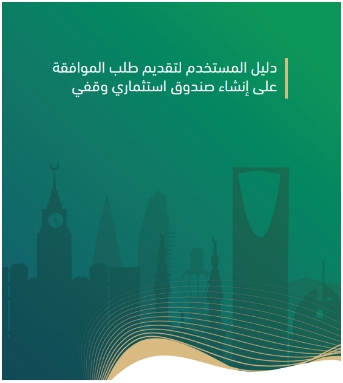 دليل المستخدم لتقديم طلب الموافقة
على إنشاء صندوق استثماري وقفي